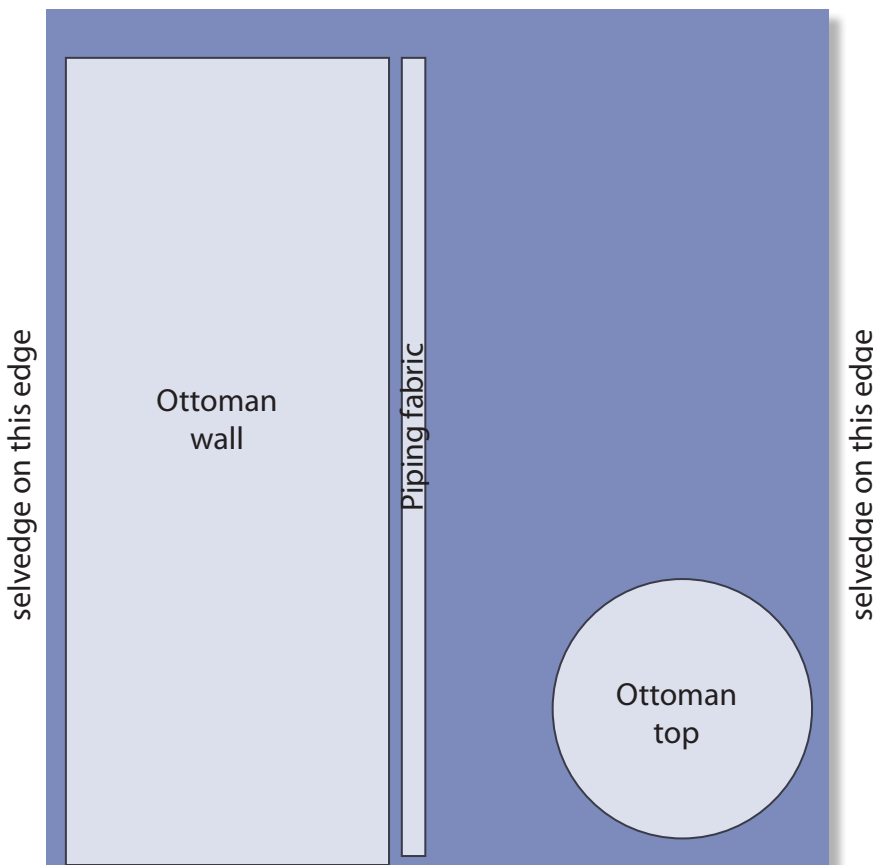 selvedge on this edge
Ottoman
wall
Piping fabric
Ottoman
top
selvedge on this edge